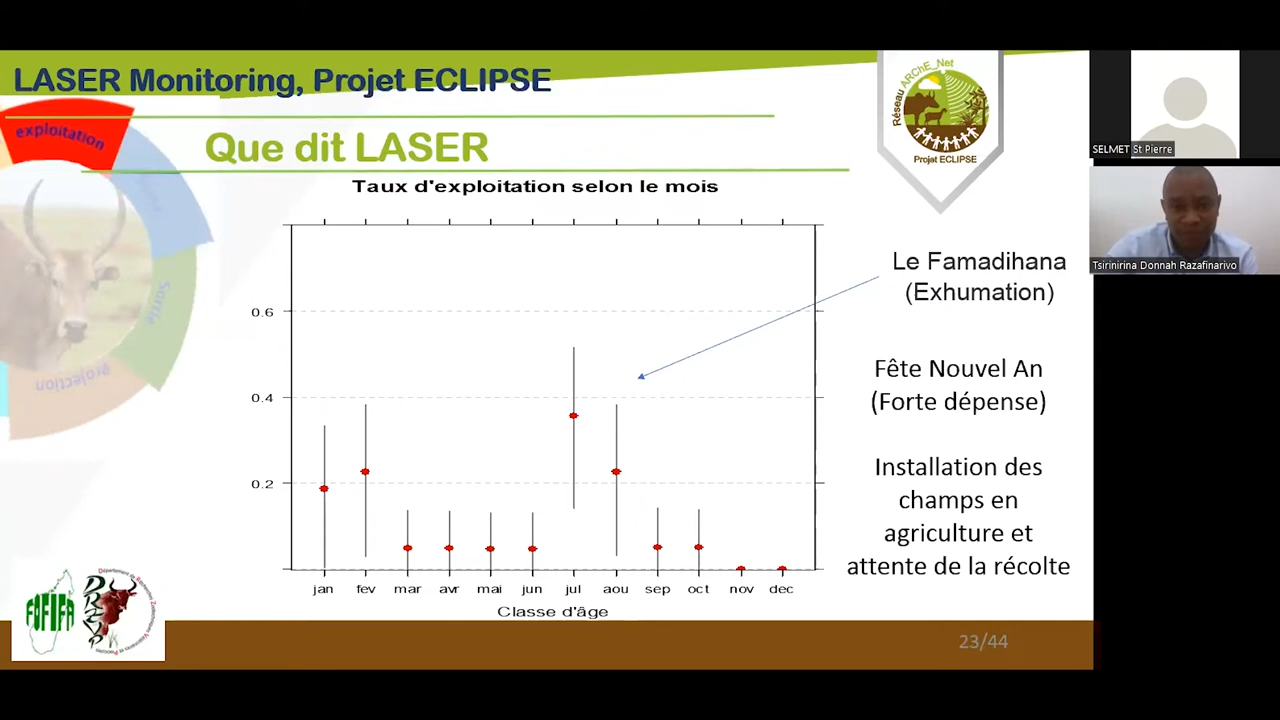 LASER Monitoring, Projet ECLIPSE
exploitation
Que dit LASER
Réseau ARChE_Net
Projet ECLIPSE
SELMET St Pierre
Tsirinirina Donnah Razafinarivo
Taux d'exploitation selon le mois
0.6
0.4
0.2
jan fev mar avr mai jun jul aou sep oct nov dec
Classe d'âge
Le Famadihana
(Exhumation)
Fête Nouvel An
(Forte dépense)
Installation des
champs en
agriculture et
attente de la récolte
Sortie
projection
FOFIFA
DRZVP
23/44